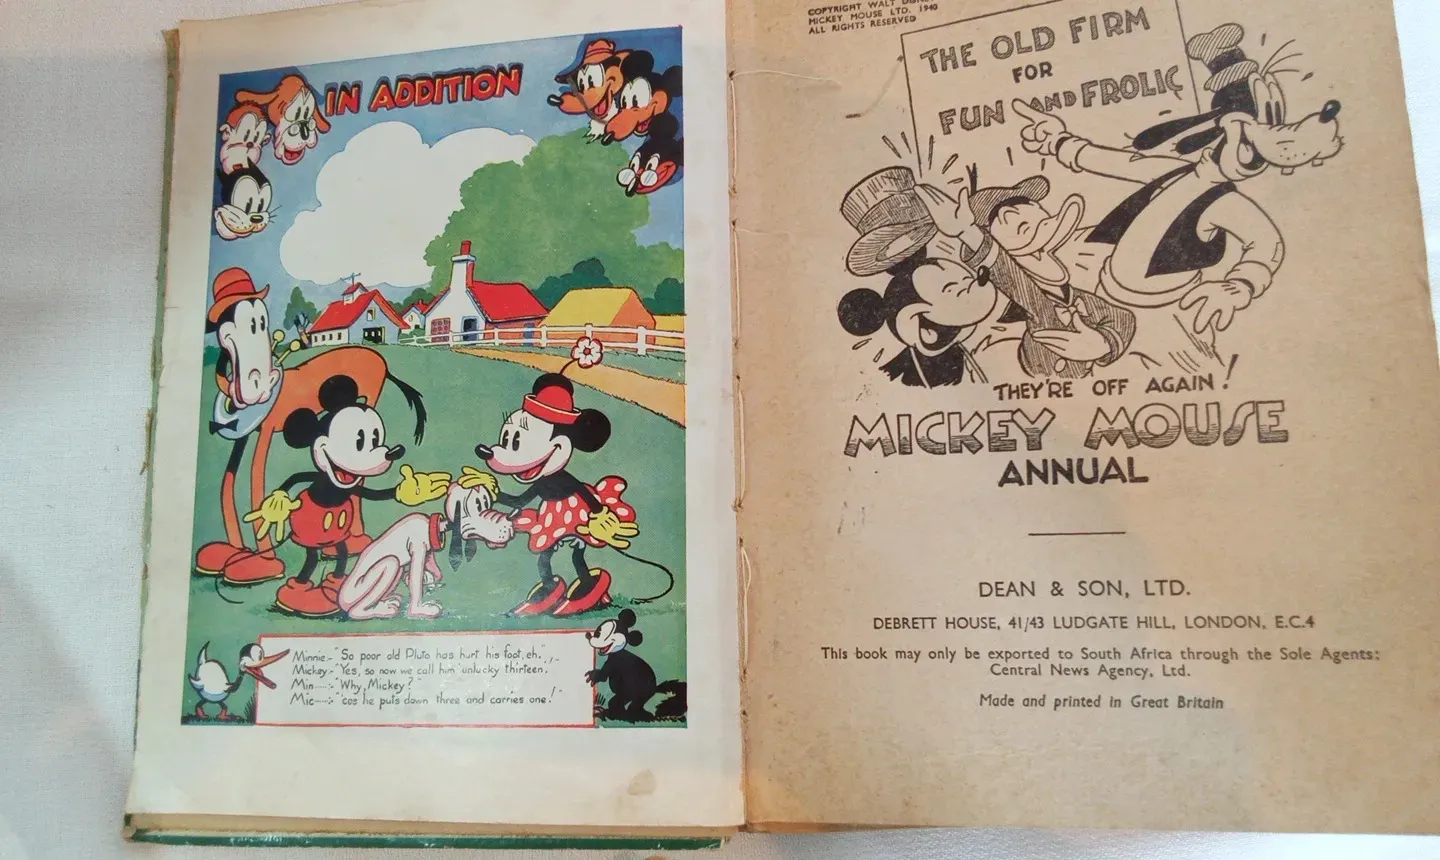 IN ADDITION
Minnie:- "So poor old Pluto has hurt his foot, eh."
Mickey:- "Yes, so now we call him 'unlucky thirteen'!"
Min—:- "Why, Mickey?"
Mic—:- "'cos he puts down three and carries one!"
COPYRIGHT WALT DISNEY
MICKEY MOUSE LTD. 1940
ALL RIGHTS RESERVED
THE OLD FIRM
FOR
FUN AND FROLIC
THEY'RE OFF AGAIN!
MICKEY MOUSE
ANNUAL
DEAN & SON, LTD.
DEBRETT HOUSE, 41/43 LUDGATE HILL, LONDON, E.C.4
This book may only be exported to South Africa through the Sole Agents:
Central News Agency, Ltd.
Made and printed in Great Britain